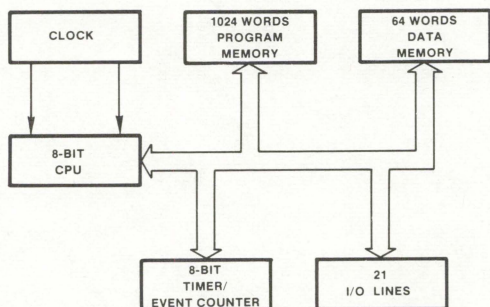 CLOCK
1024 WORDS
PROGRAM
MEMORY
64 WORDS
DATA
MEMORY
8-BIT
CPU
8-BIT
TIMER/
EVENT COUNTER
21
I/O LINES